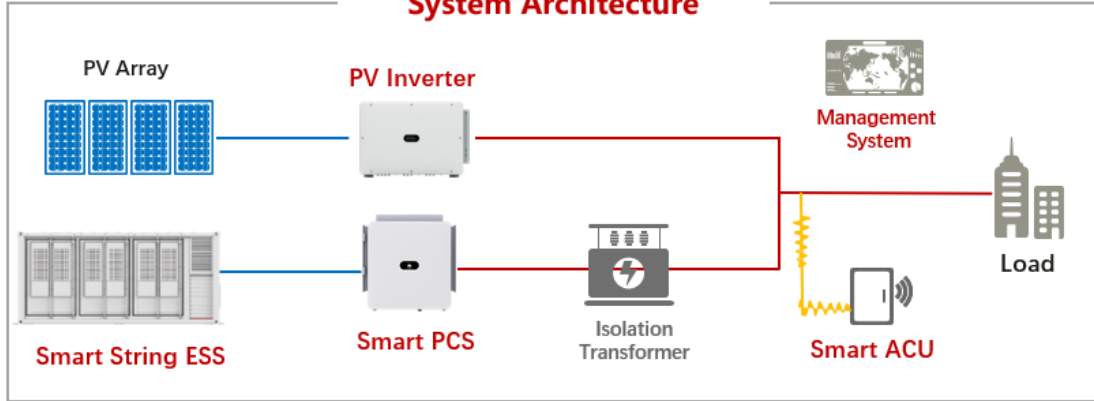 System Architecture
PV Array
PV Inverter
Management
System
Smart String ESS
Smart PCS
Isolation
Transformer
Smart ACU
Load